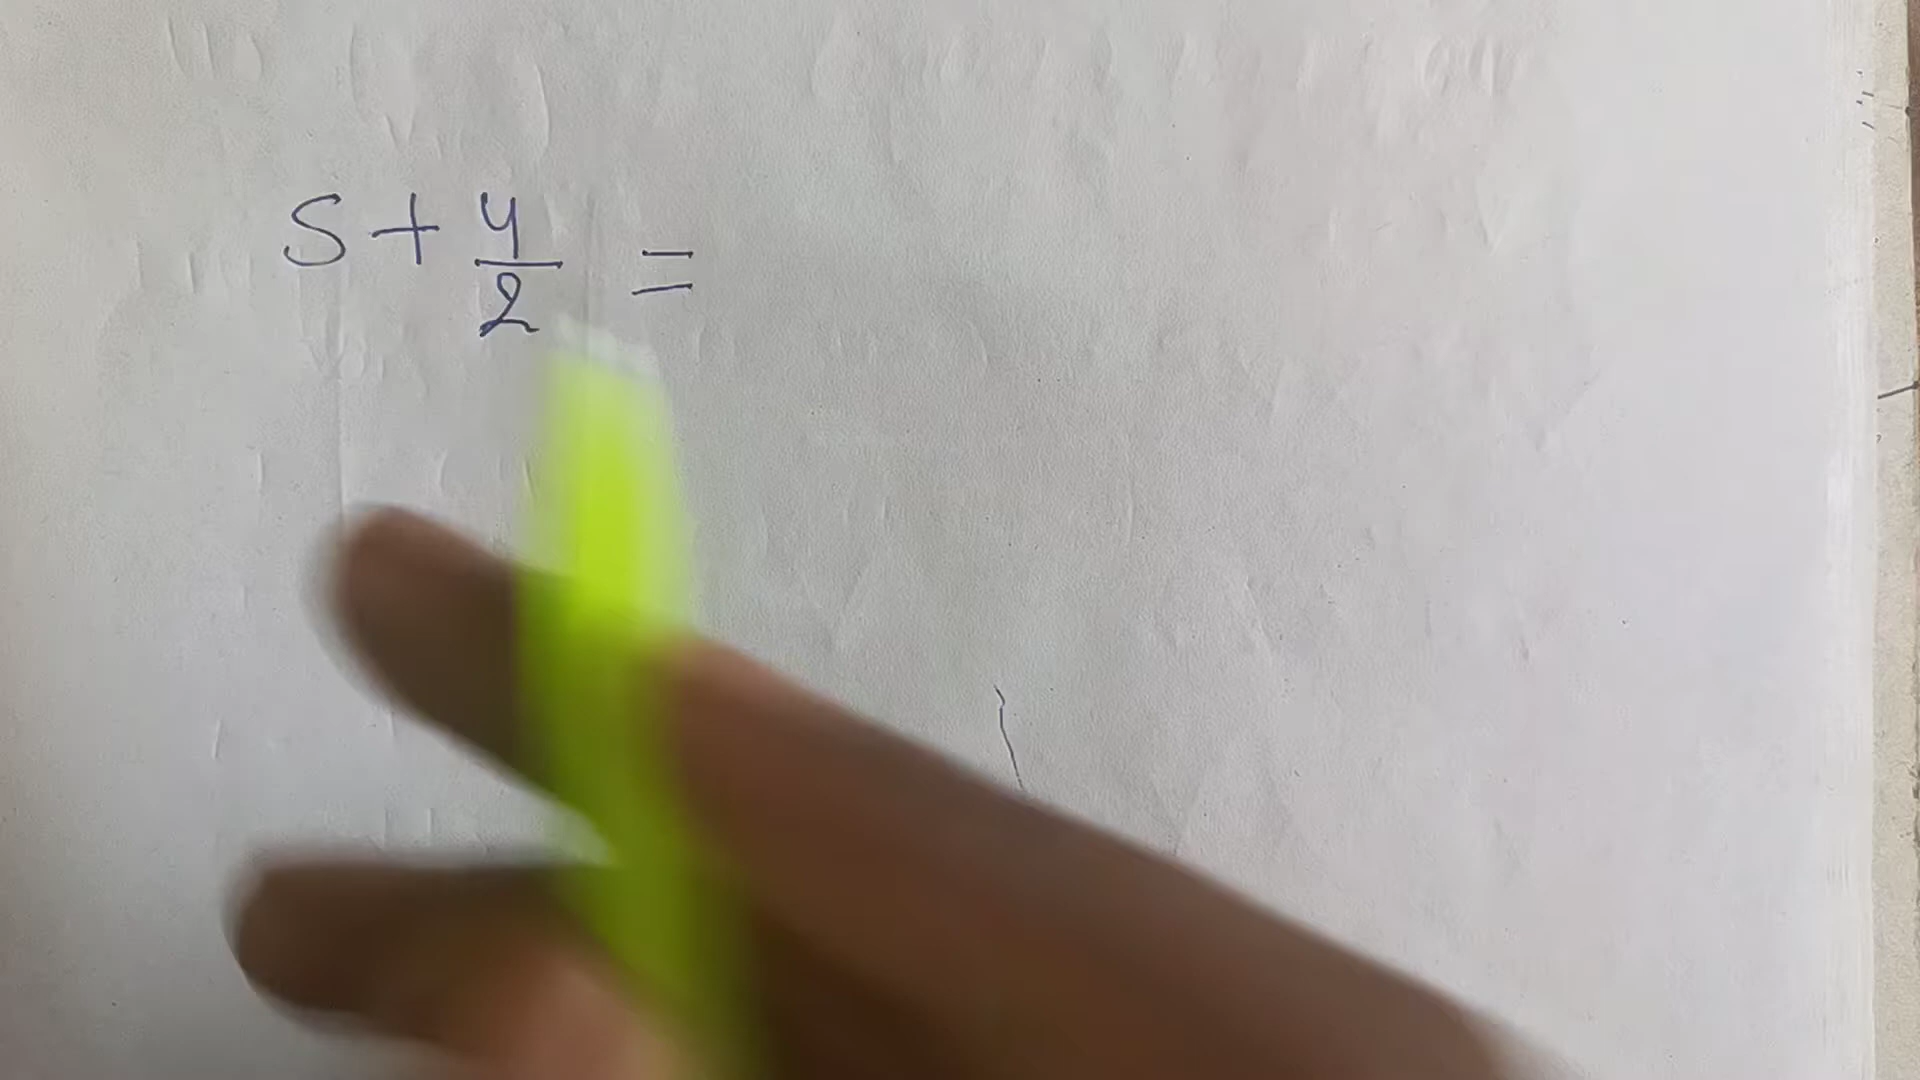 5 + 4/2 =